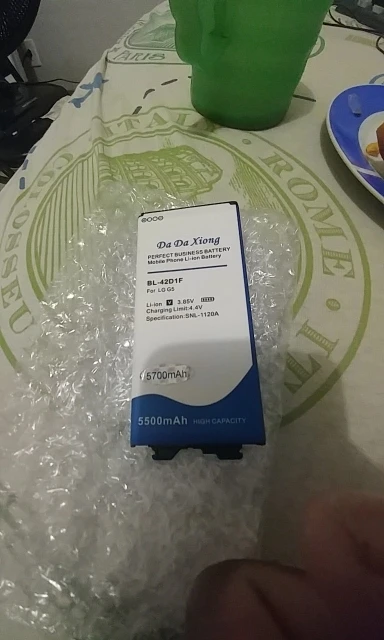 PARIS
COLOSSEU
ITALY
ROME
Da Da Xiong
PERFECT BUSINESS BATTERY
Mobile Phone Li-ion Battery
BL-42D1F
For LG G5
Li-ion V 3.85V
Charging Limit:4.4V
Specification:SNL-1120A
5700mAh
5500mAh HIGH CAPACITY